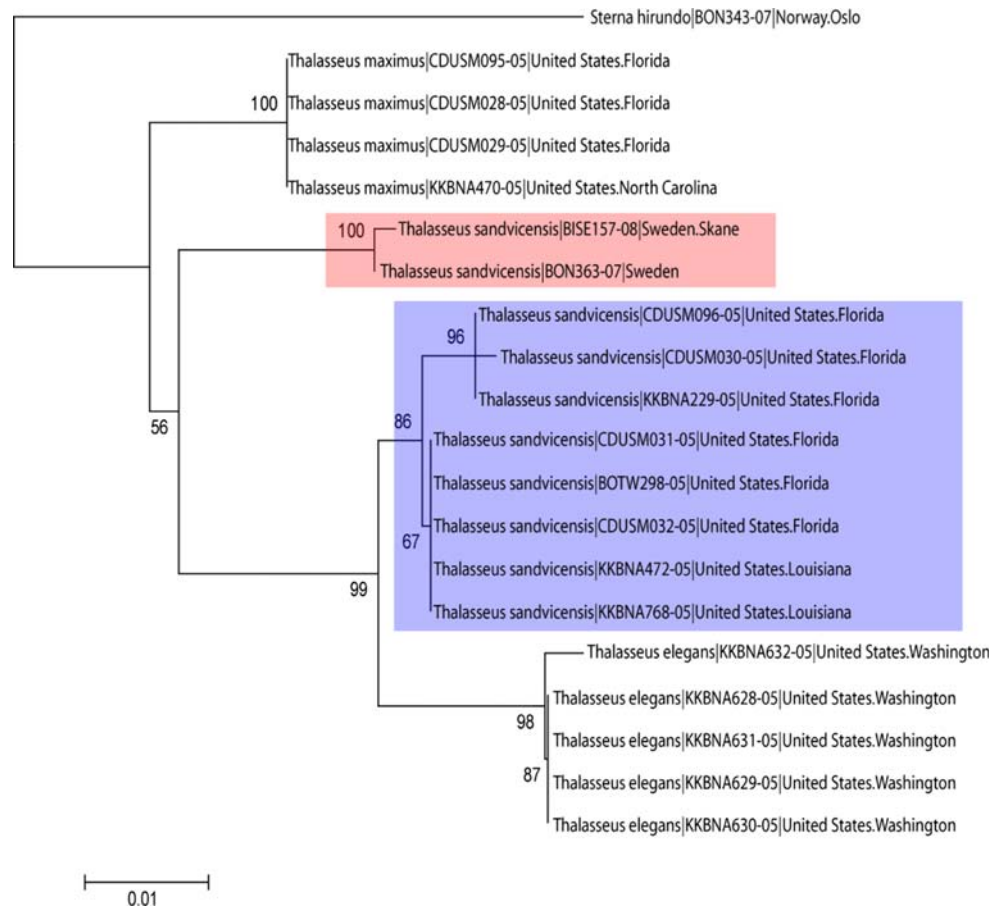 Sterna hirundo|BON343-07|Norway.Oslo
Thalasseus maximus|CDUSM095-05|United States.Florida
100
Thalasseus maximus|CDUSM028-05|United States.Florida
Thalasseus maximus|CDUSM029-05|United States.Florida
Thalasseus maximus|KKBNA470-05|United States.North Carolina
100
Thalasseus sandvicensis|BISE157-08|Sweden.Skane
Thalasseus sandvicensis|BON363-07|Sweden
Thalasseus sandvicensis|CDUSM096-05|United States.Florida
96
Thalasseus sandvicensis|CDUSM030-05|United States.Florida
Thalasseus sandvicensis|KKBNA229-05|United States.Florida
86
56
Thalasseus sandvicensis|CDUSM031-05|United States.Florida
Thalasseus sandvicensis|BOTW298-05|United States.Florida
Thalasseus sandvicensis|CDUSM032-05|United States.Florida
67
Thalasseus sandvicensis|KKBNA472-05|United States.Louisiana
99
Thalasseus sandvicensis|KKBNA768-05|United States.Louisiana
Thalasseus elegans|KKBNA632-05|United States.Washington
Thalasseus elegans|KKBNA628-05|United States.Washington
98
Thalasseus elegans|KKBNA631-05|United States.Washington
87
Thalasseus elegans|KKBNA629-05|United States.Washington
Thalasseus elegans|KKBNA630-05|United States.Washington
0.01